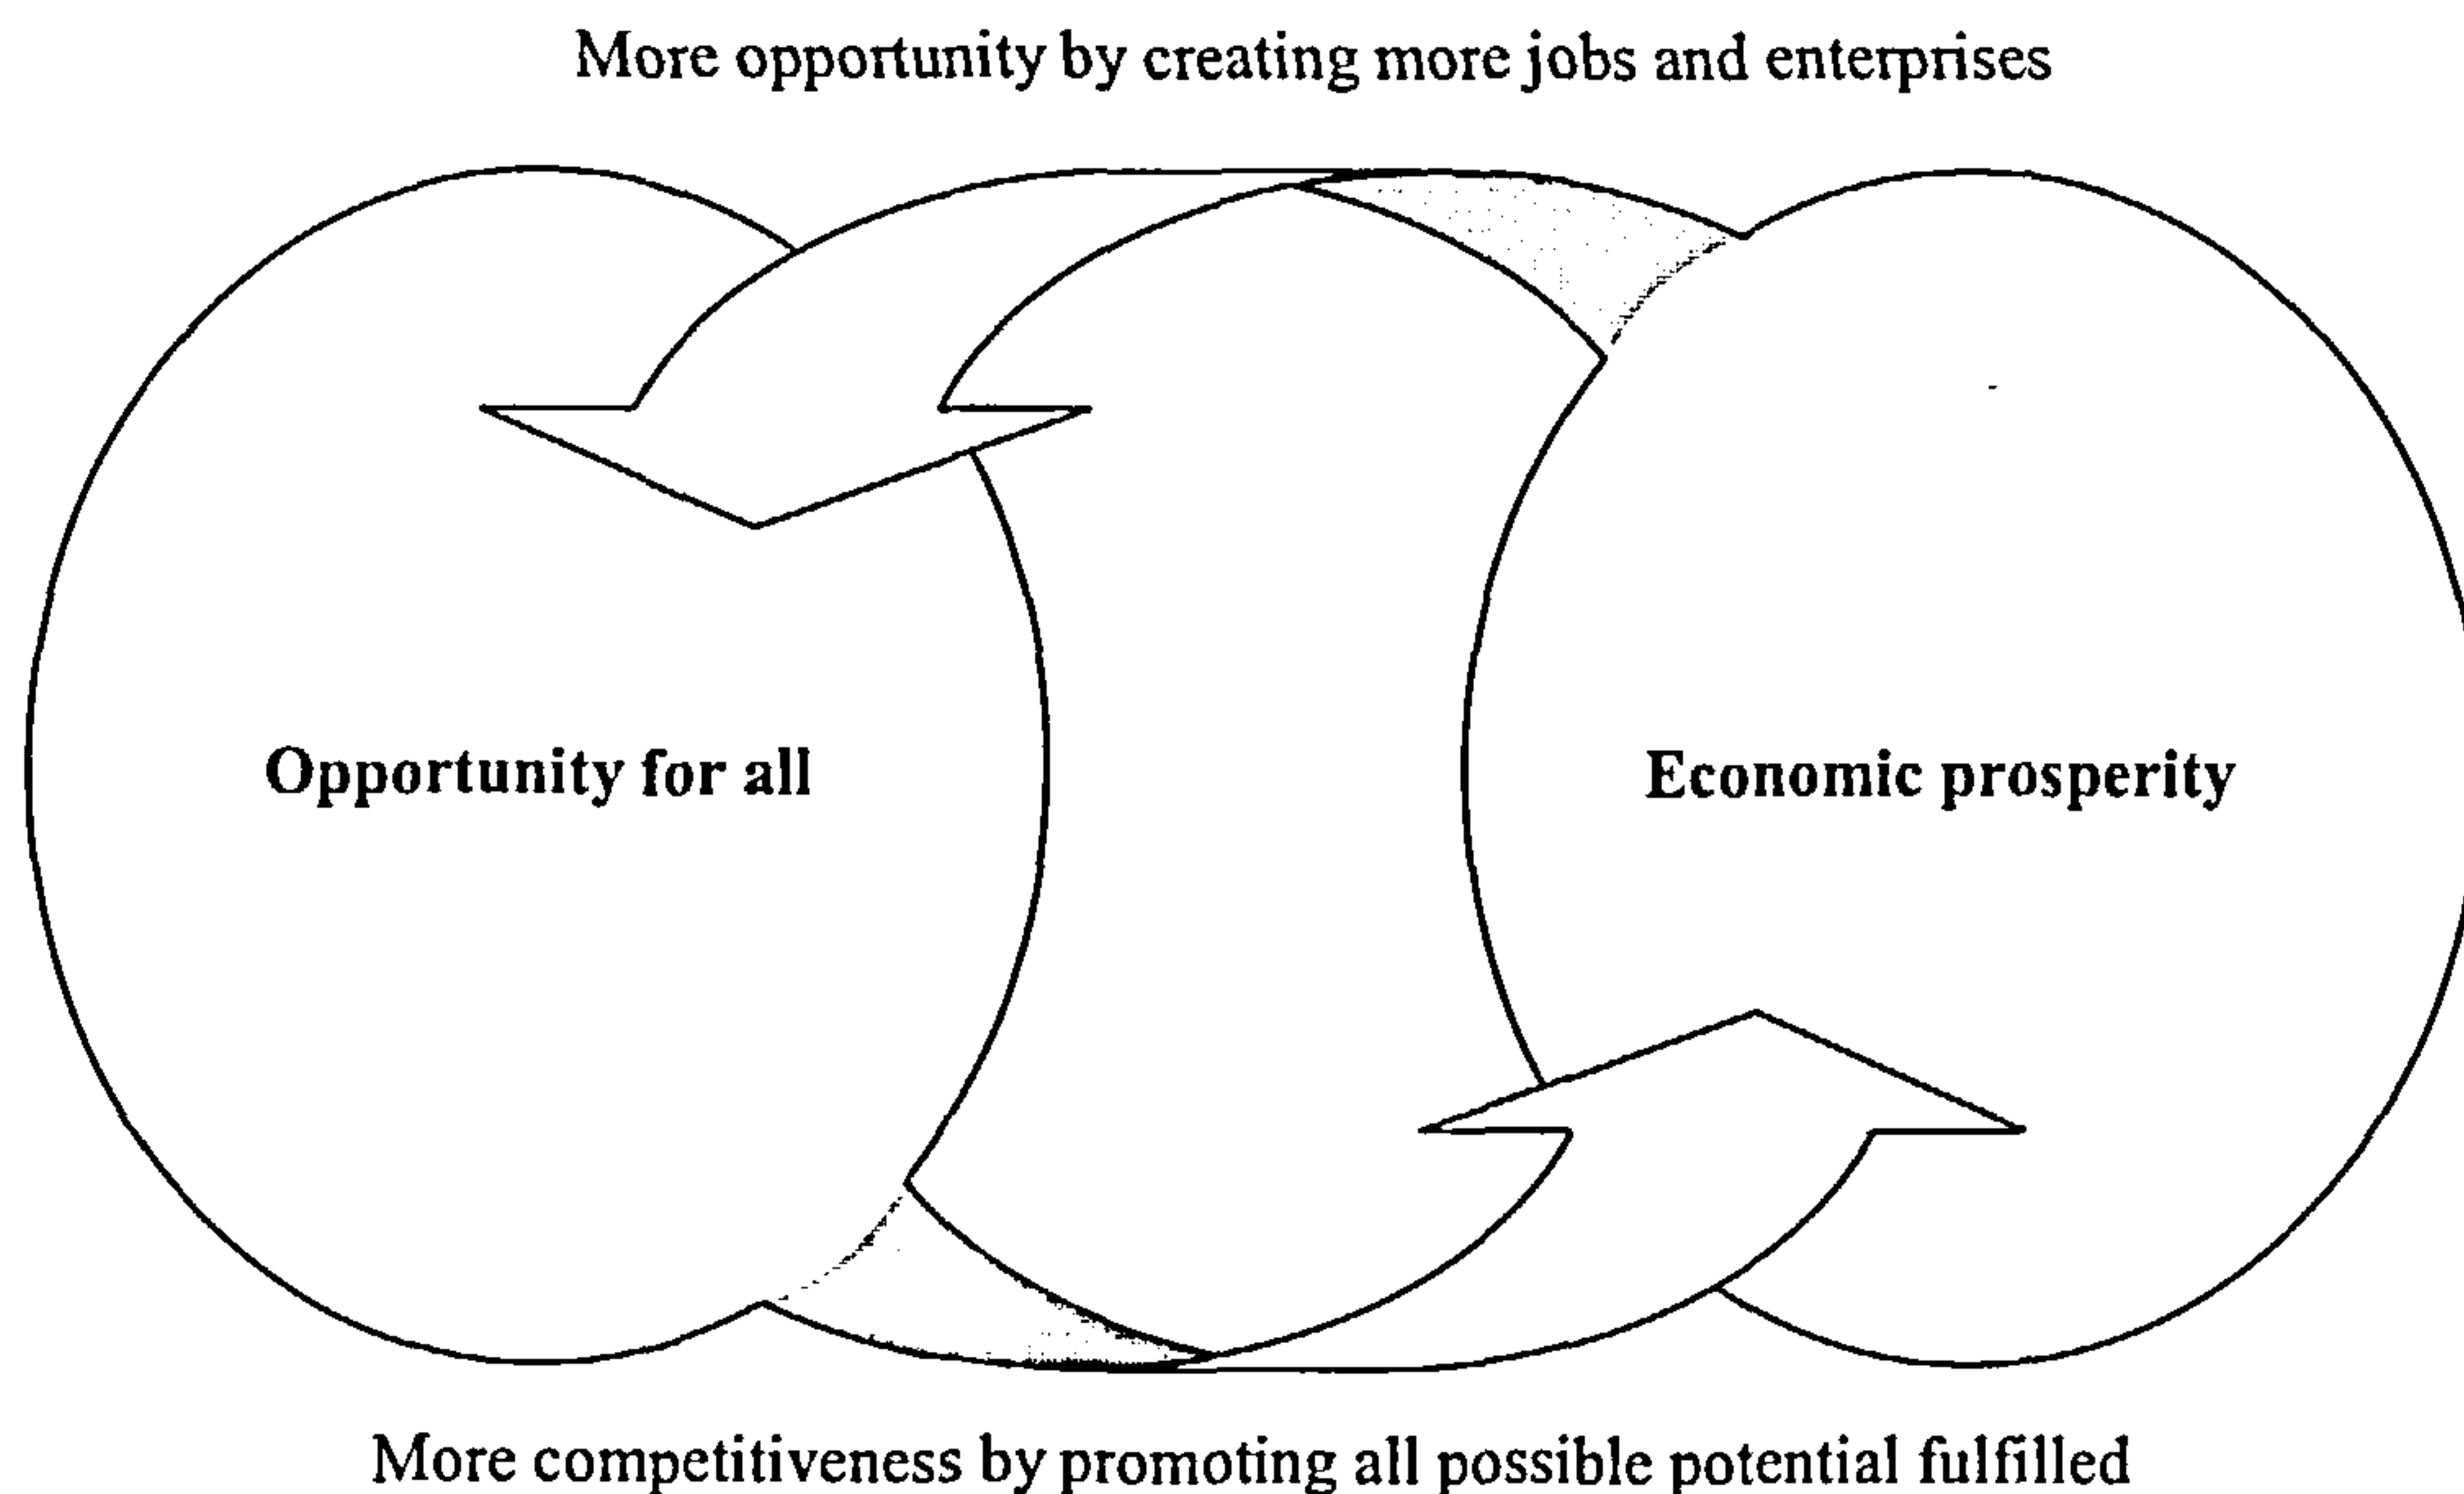 More opportunity by creating more jobs and enterprises
Opportunity for all
Economic prosperity
More competitiveness by promoting all possible potential fulfilled